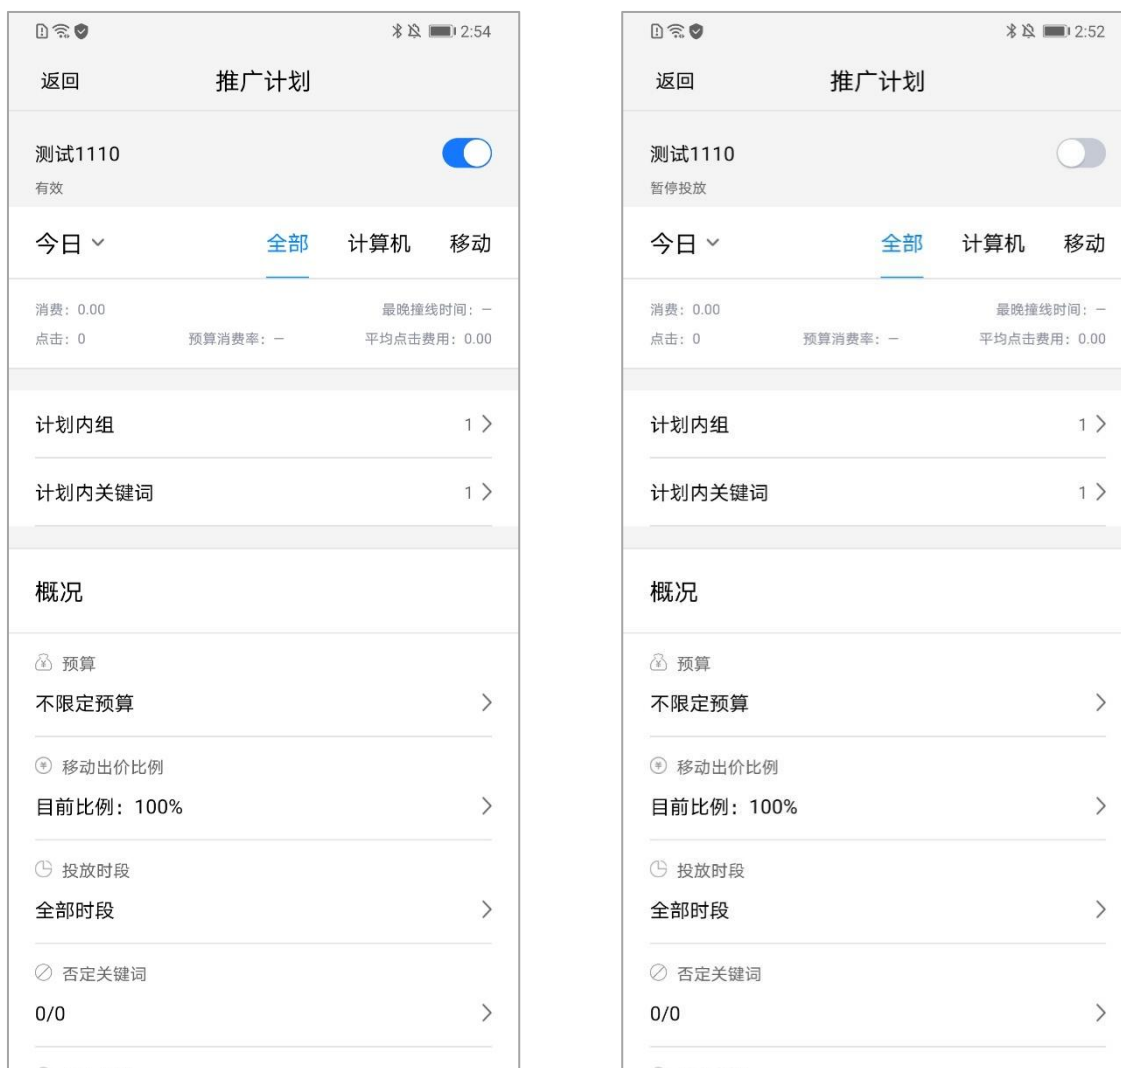 2:54
返回 推广计划
测试1110
有效
今日 全部 计算机 移动
消费：0.00 最晚撞线时间：—
点击：0 预算消费率：— 平均点击费用：0.00
计划内组 1
计划内关键词 1
概况
预算
不限定预算
移动出价比例
目前比例：100%
投放时段
全部时段
否定关键词
0/0
2:52
返回 推广计划
测试1110
暂停投放
今日 全部 计算机 移动
消费：0.00 最晚撞线时间：—
点击：0 预算消费率：— 平均点击费用：0.00
计划内组 1
计划内关键词 1
概况
预算
不限定预算
移动出价比例
目前比例：100%
投放时段
全部时段
否定关键词
0/0